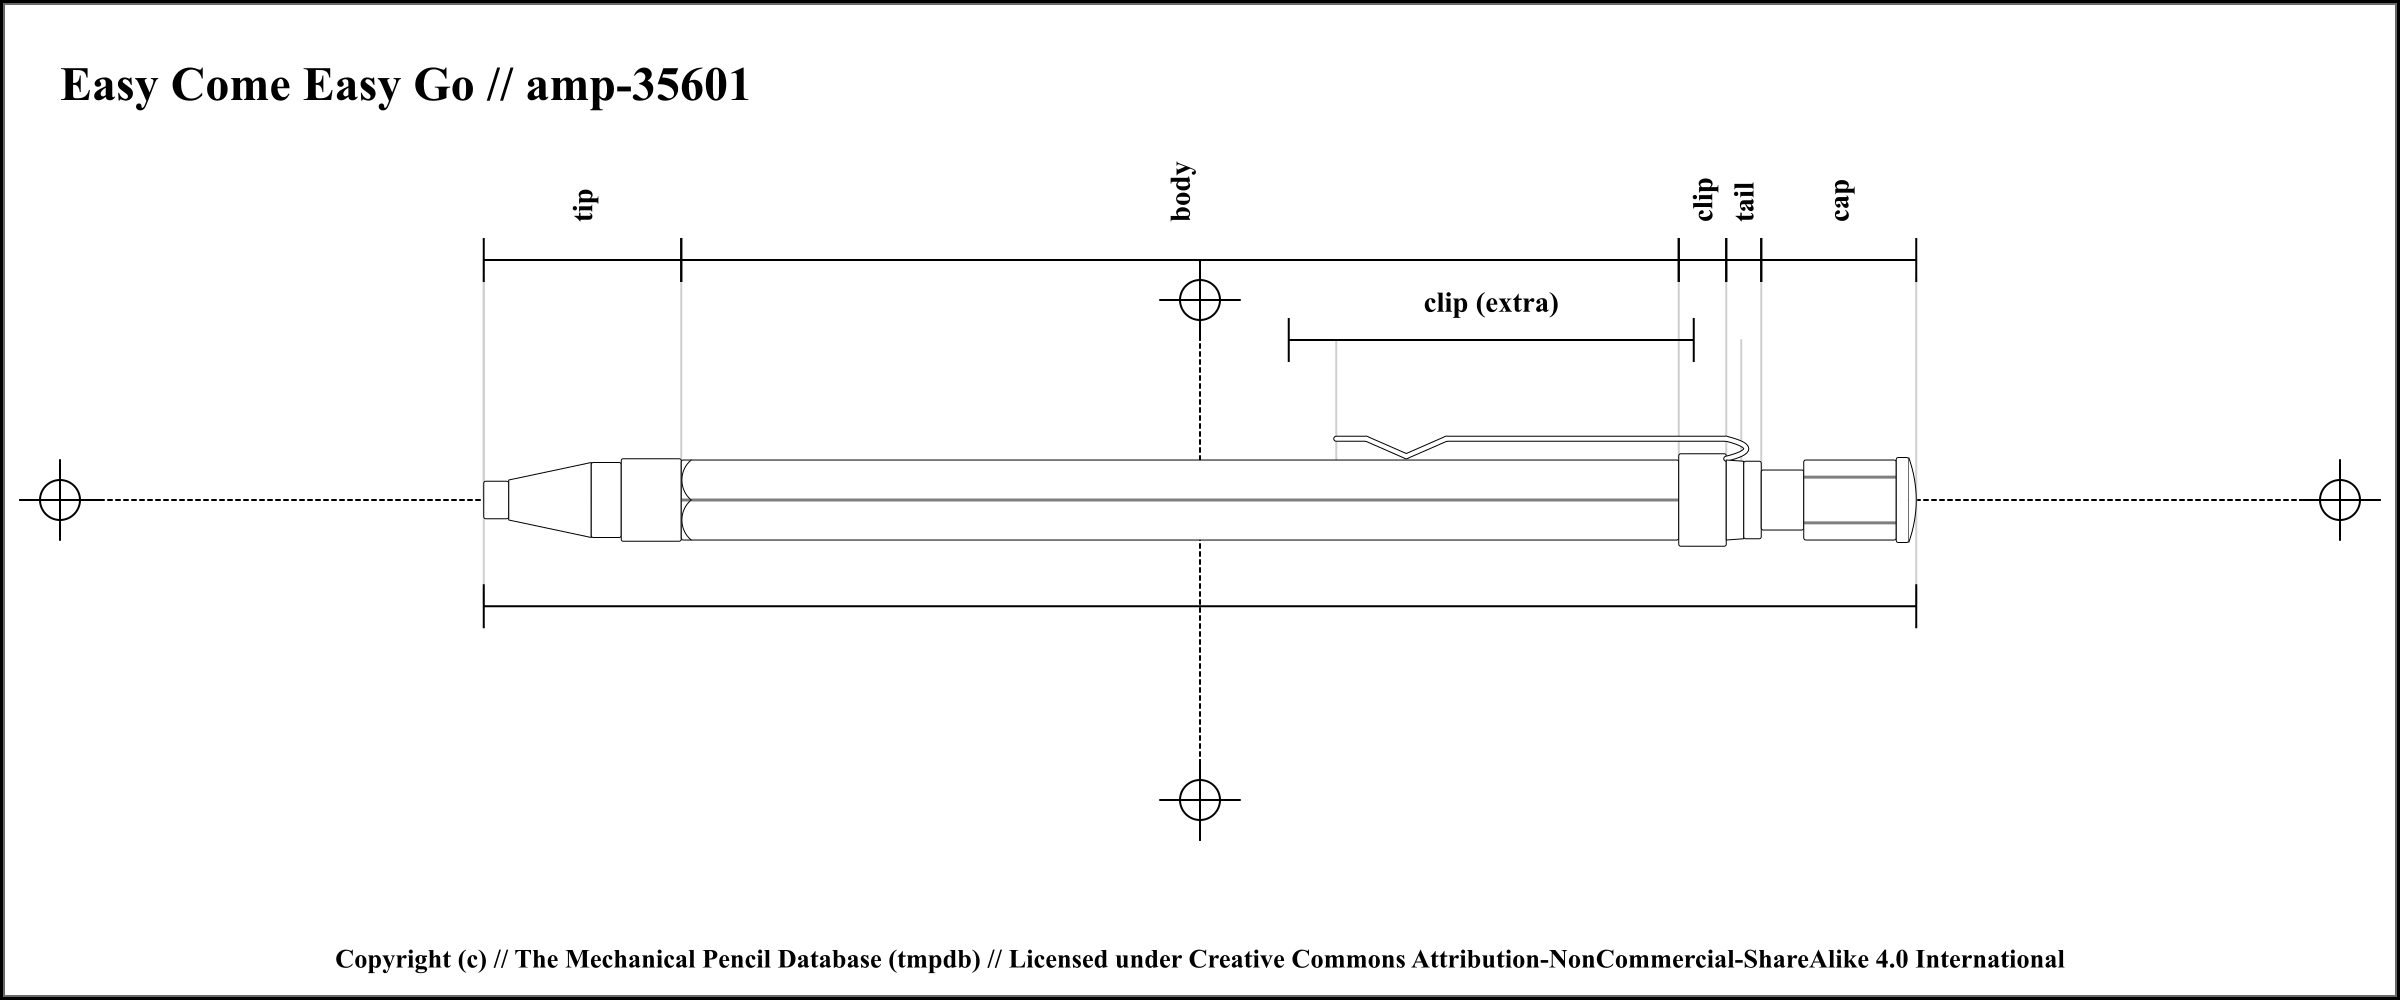 Easy Come Easy Go // amp-35601
tip
body
clip
tail
cap
clip (extra)
Copyright (c) // The Mechanical Pencil Database (tmpdb) // Licensed under Creative Commons Attribution-NonCommercial-ShareAlike 4.0 International